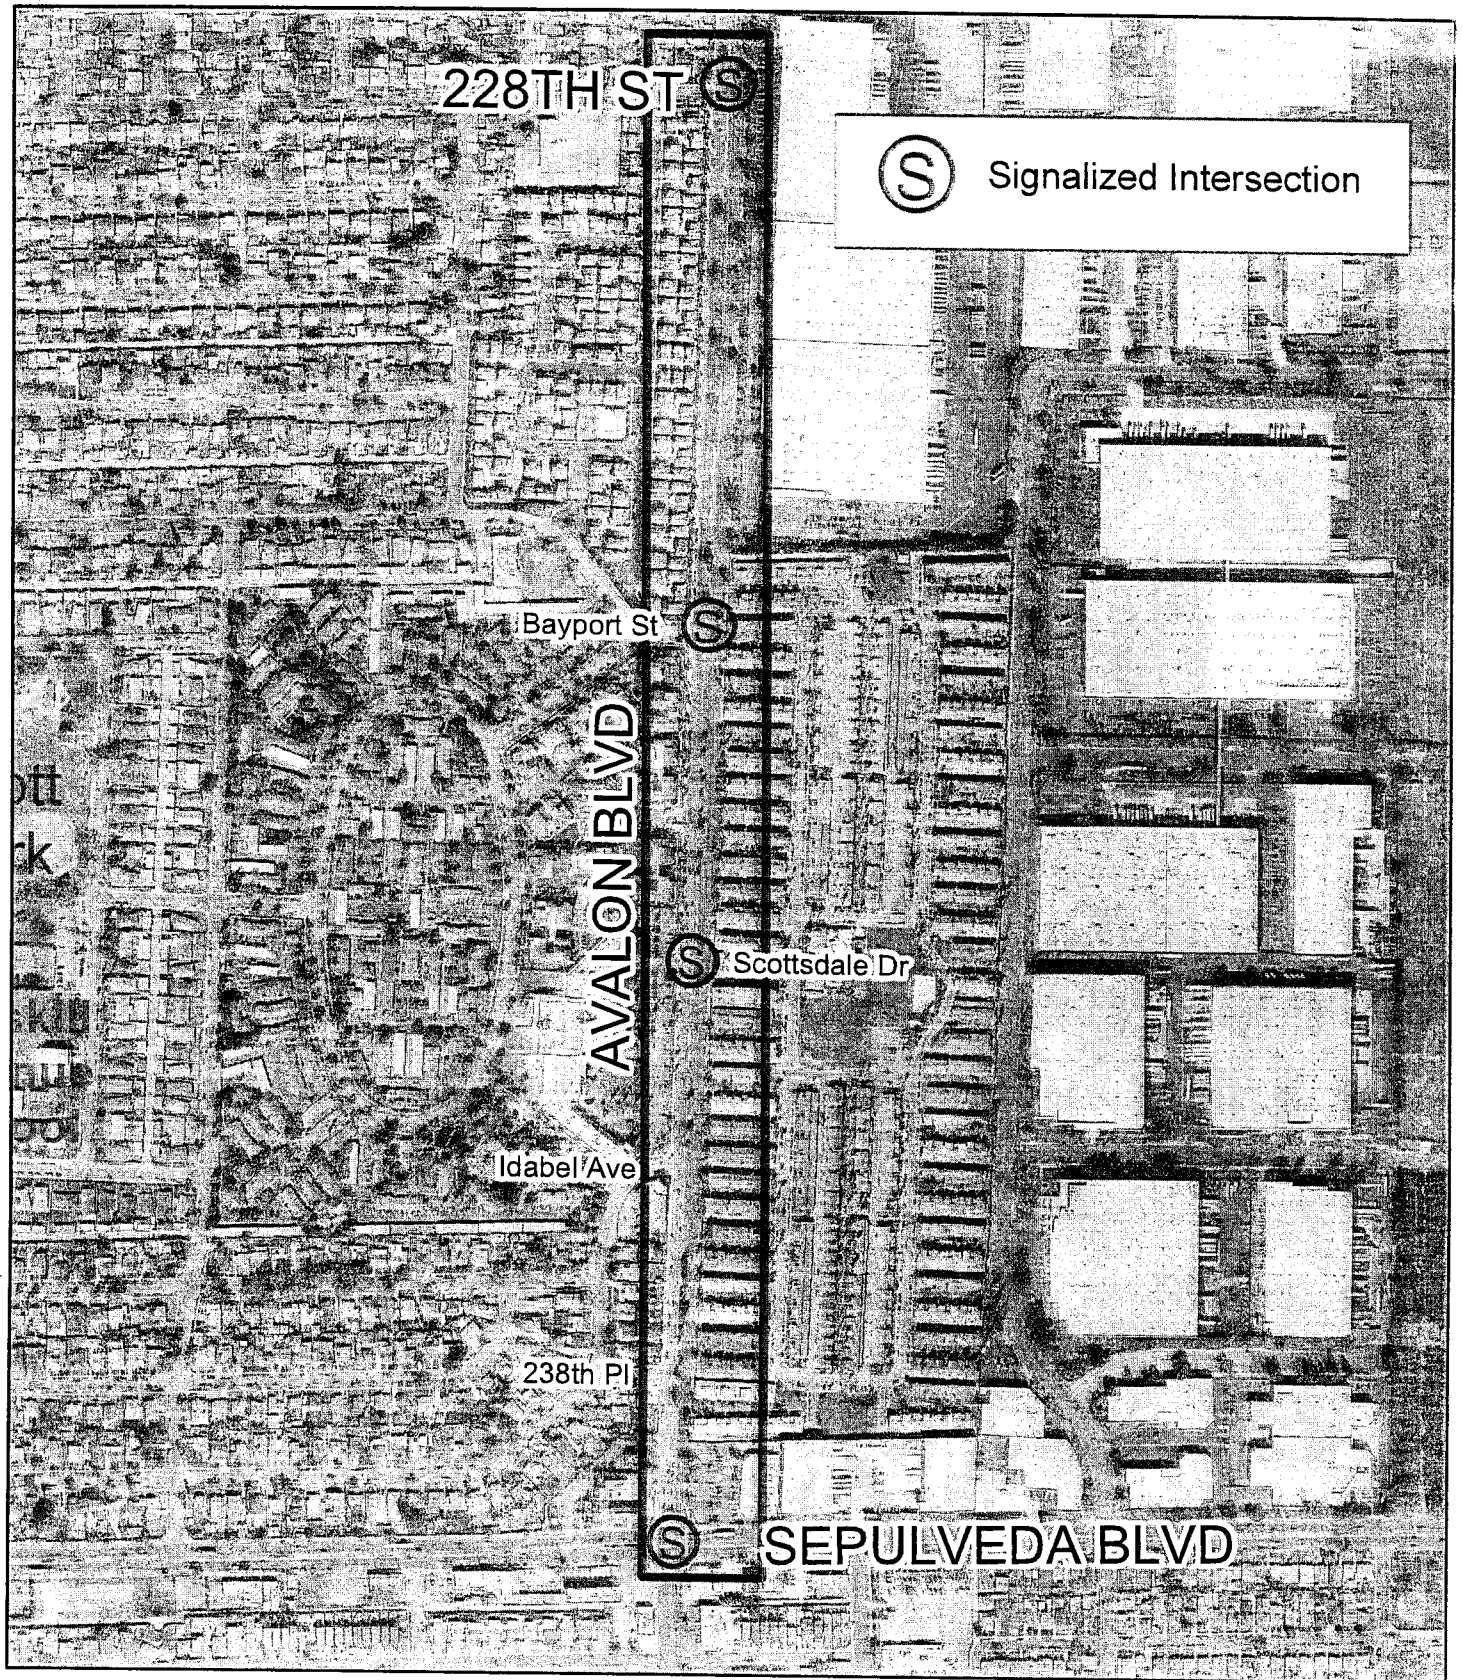 228TH ST
S
S
Signalized Intersection
Bayport St
S
AVALON BLVD
S
Scottsdale Dr
Idabel Ave
238th Pl
S
SEPULVEDA BLVD